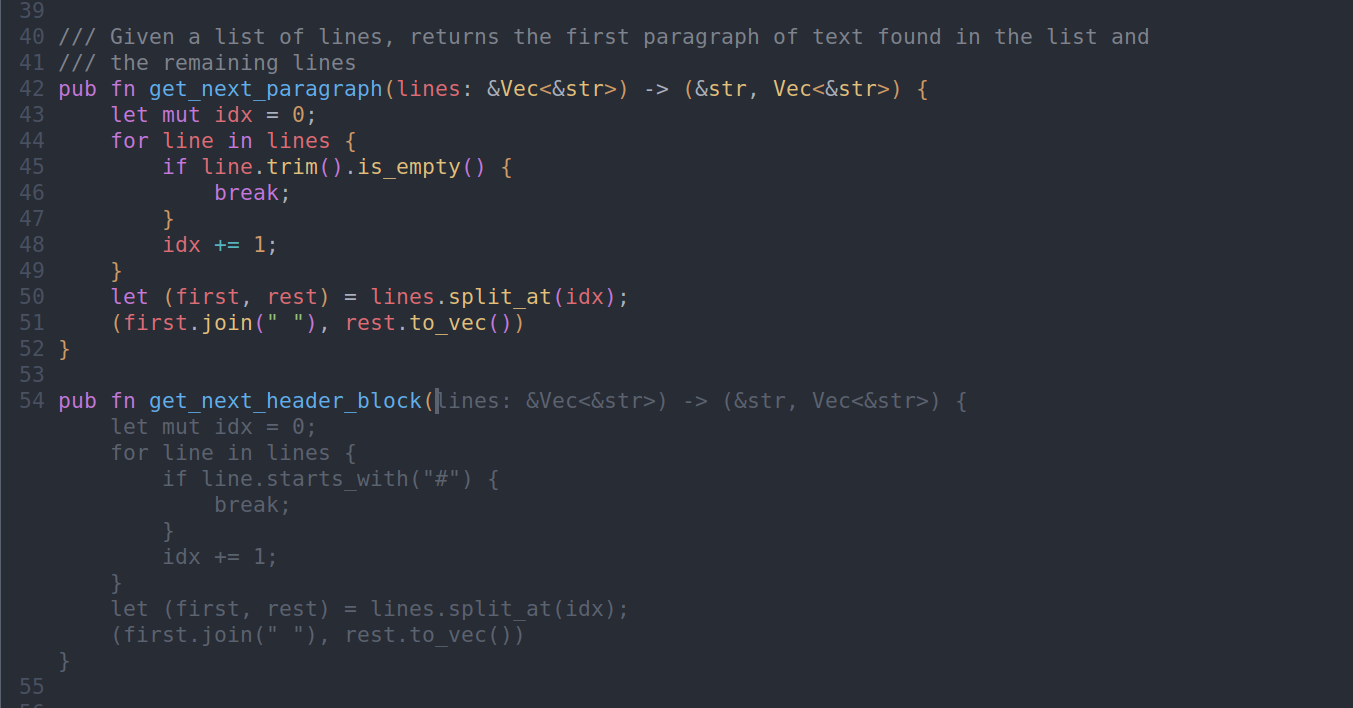 39
40 /// Given a list of lines, returns the first paragraph of text found in the list and
41 /// the remaining lines
42 pub fn get_next_paragraph(lines: &Vec<&str>) -> (&str, Vec<&str>) {
43     let mut idx = 0;
44     for line in lines {
45         if line.trim().is_empty() {
46             break;
47         }
48         idx += 1;
49     }
50     let (first, rest) = lines.split_at(idx);
51     (first.join(" "), rest.to_vec())
52 }
53
54 pub fn get_next_header_block(lines: &Vec<&str>) -> (&str, Vec<&str>) {
       let mut idx = 0;
       for line in lines {
           if line.starts_with("#") {
               break;
           }
           idx += 1;
       }
       let (first, rest) = lines.split_at(idx);
       (first.join(" "), rest.to_vec())
   }
55
56